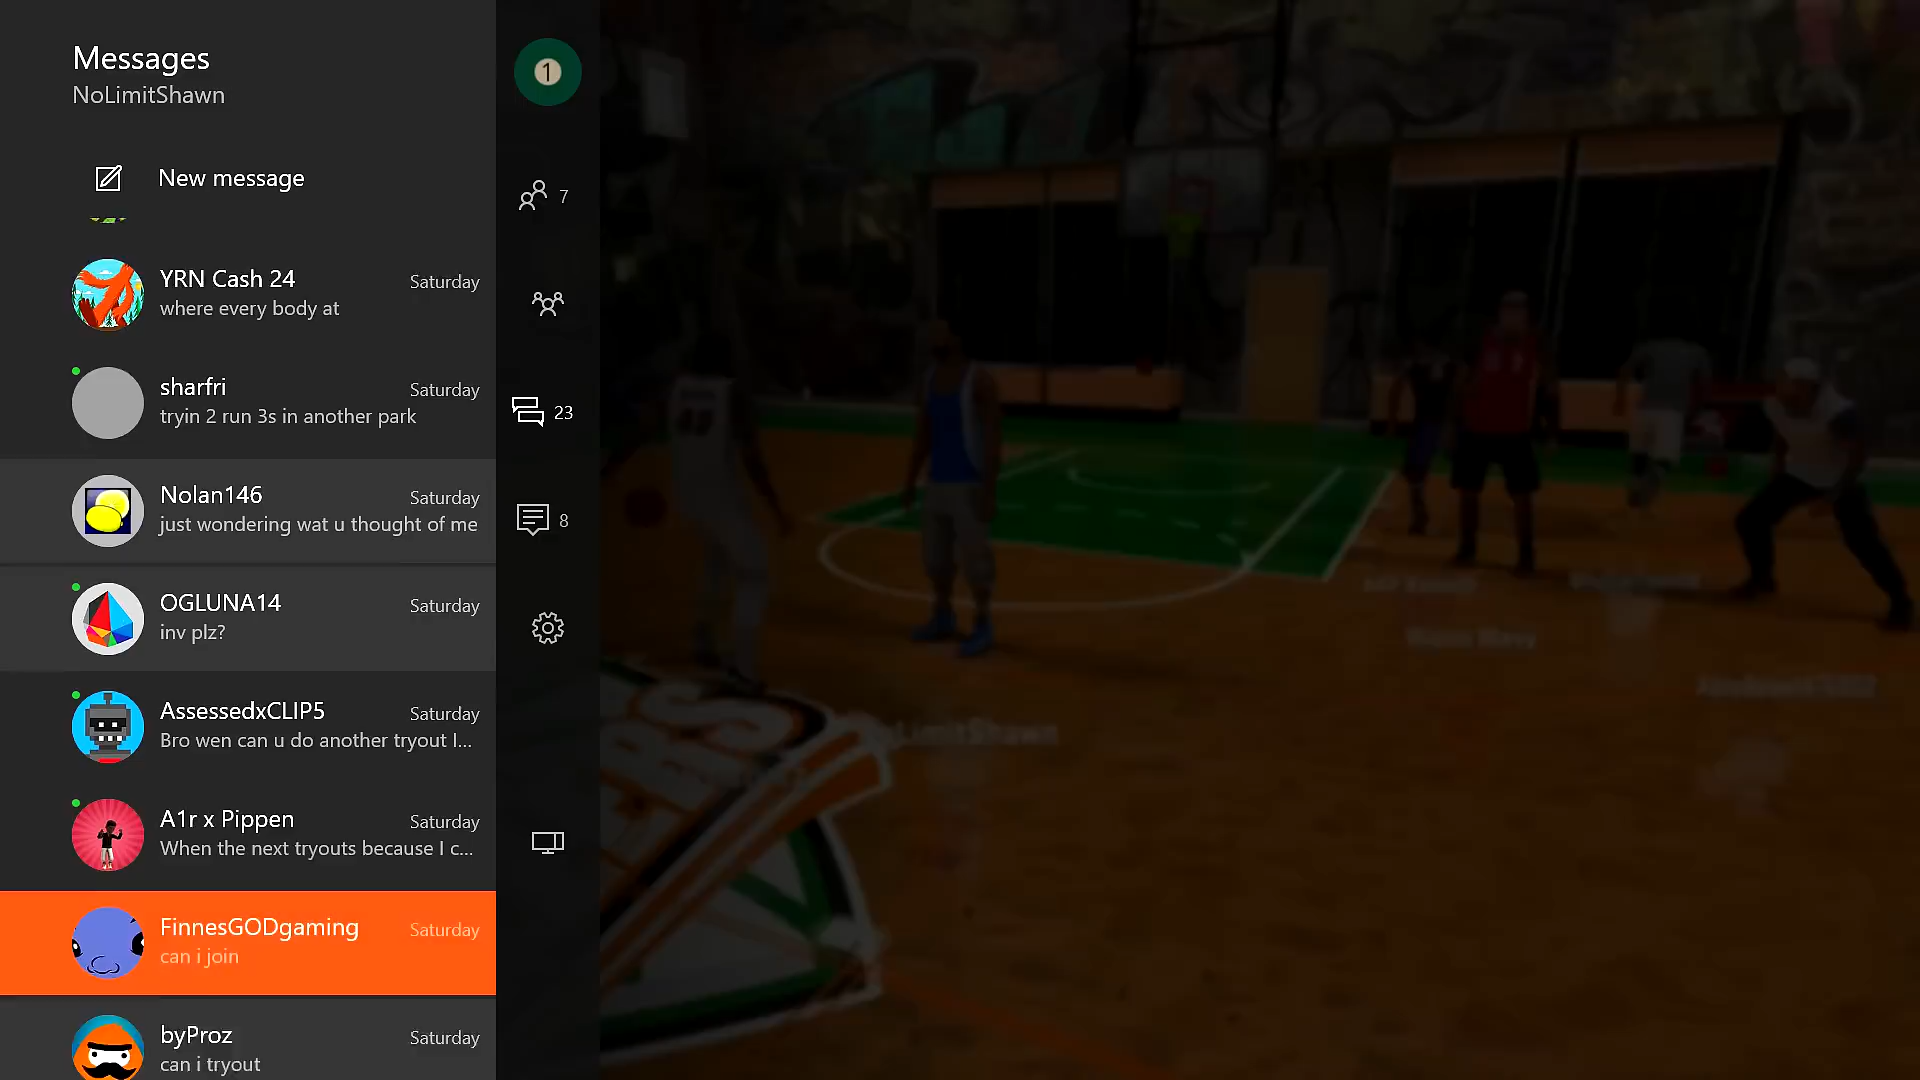 Messages
NoLimitShawn
New message
YRN Cash 24
Saturday
where every body at
sharfri
Saturday
tryin 2 run 3s in another park
Nolan146
Saturday
just wondering wat u thought of me
OGLUNA14
Saturday
inv plz?
AssessedxCLIP5
Saturday
Bro wen can u do another tryout I...
A1r x Pippen
Saturday
When the next tryouts because I c...
FinnesGODgaming
Saturday
can i join
byProz
Saturday
can i tryout
1
7
23
8
LimitShawn